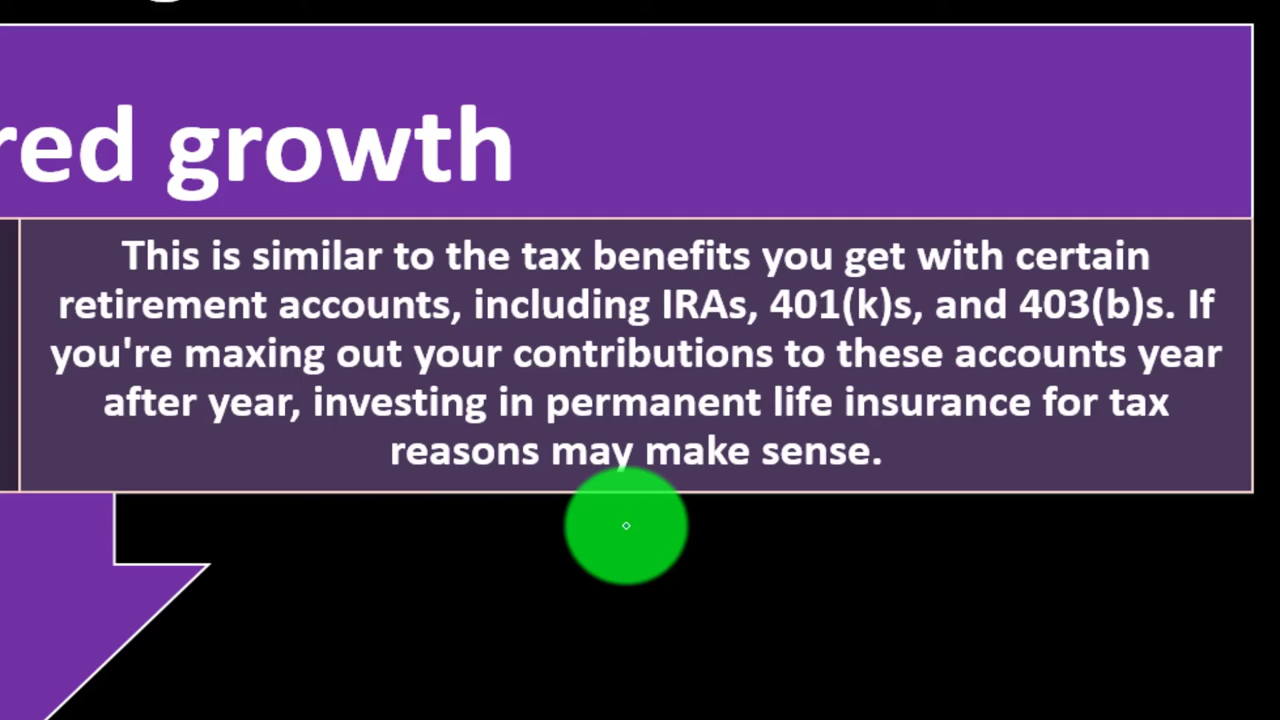 red growth
This is similar to the tax benefits you get with certain
retirement accounts, including IRAs, 401(k)s, and 403(b)s. If
you're maxing out your contributions to these accounts year
after year, investing in permanent life insurance for tax
reasons may make sense.